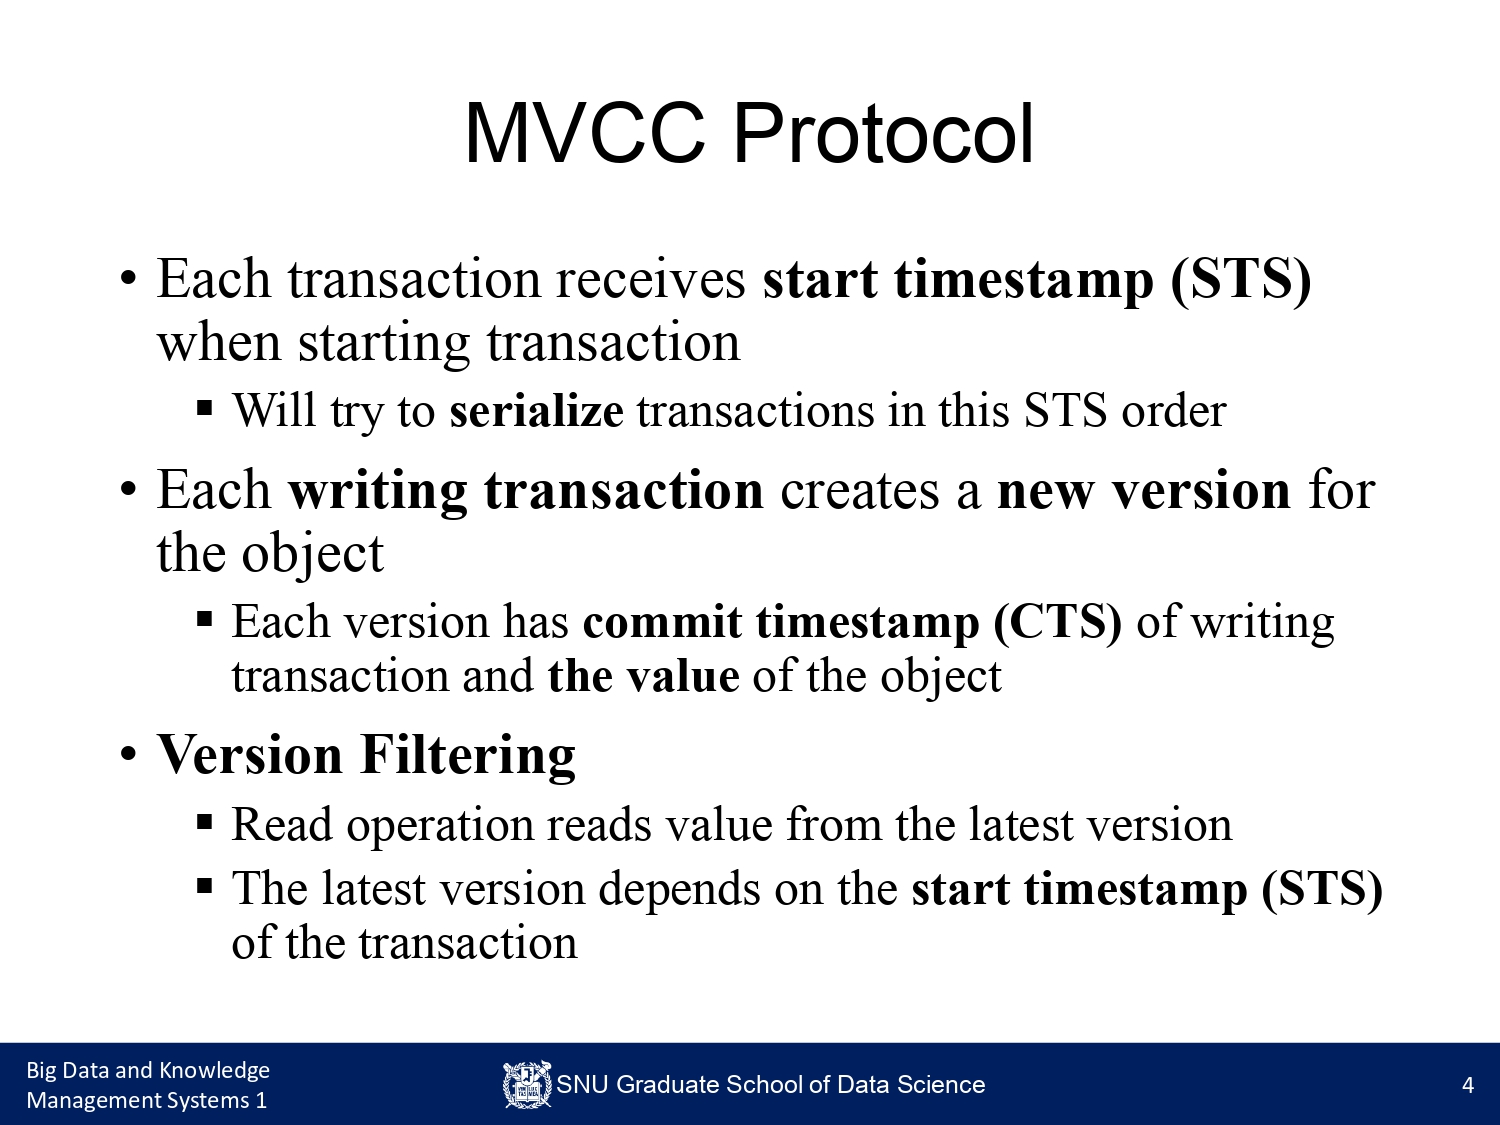 MVCC Protocol
• Each transaction receives start timestamp (STS)
when starting transaction
▪ Will try to serialize transactions in this STS order
• Each writing transaction creates a new version for
the object
▪ Each version has commit timestamp (CTS) of writing
transaction and the value of the object
• Version Filtering
▪ Read operation reads value from the latest version
▪ The latest version depends on the start timestamp (STS)
of the transaction
Big Data and Knowledge
Management Systems 1
SNU Graduate School of Data Science
4